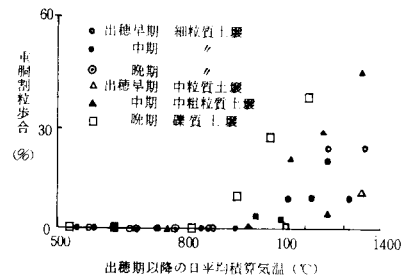 60
30
0
重胴割粒歩合
(%)
出穂早期 細粒質土壌
中期 〃
晩期 〃
出穂早期 中粒質土壌
中期 中粗粒質土壌
晩期 礫質土壌
500 800 100 1400
出穂期以降の日平均積算気温 (℃)